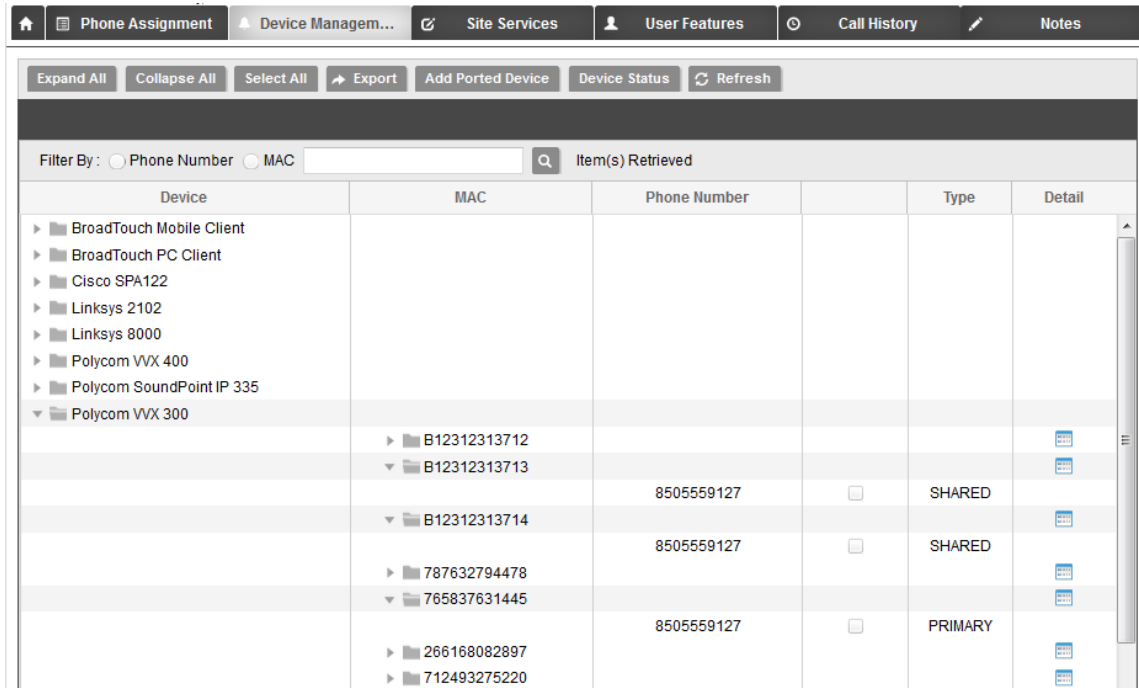 Phone Assignment Device Managem... Site Services User Features Call History Notes
Expand All Collapse All Select All Export Add Ported Device Device Status Refresh
Filter By : Phone Number MAC Item(s) Retrieved
Device MAC Phone Number Type Detail
BroadTouch Mobile Client
BroadTouch PC Client
Cisco SPA122
Linksys 2102
Linksys 8000
Polycom VVX 400
Polycom SoundPoint IP 335
Polycom VVX 300
B12312313712
B12312313713
8505559127 SHARED
B12312313714
8505559127 SHARED
787632794478
765837631445
8505559127 PRIMARY
266168082897
712493275220